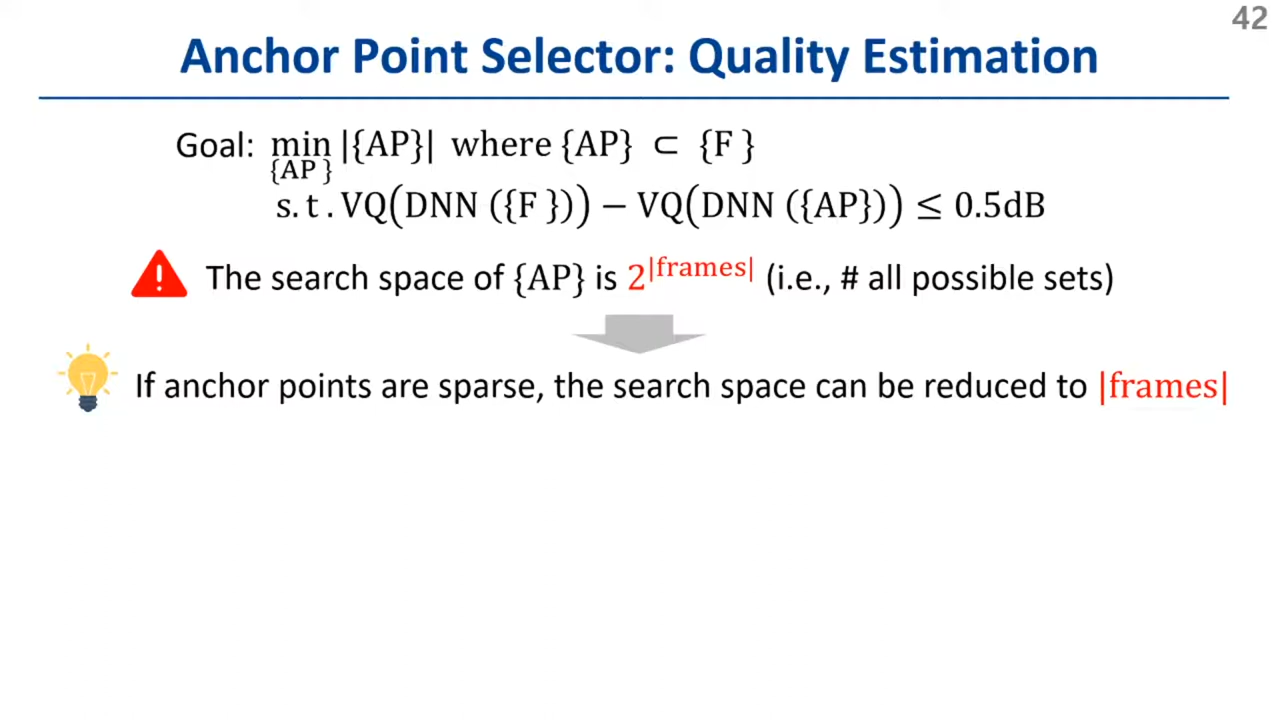 42
Anchor Point Selector: Quality Estimation
Goal: min |{AP}| where {AP} ⊂ {F }
{AP }
s. t . VQ(DNN ({F })) − VQ(DNN ({AP})) ≤ 0.5dB
The search space of {AP} is 2^|frames| (i.e., # all possible sets)
If anchor points are sparse, the search space can be reduced to |frames|